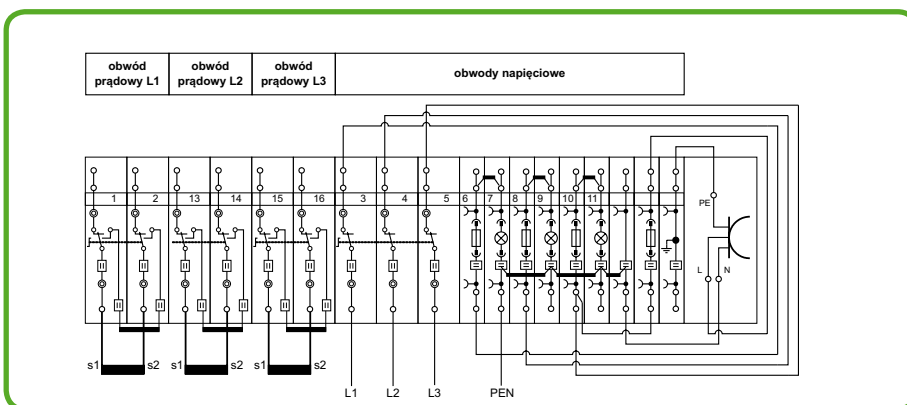 obwód prądowy L1 obwód prądowy L2 obwód prądowy L3 obwody napięciowe
1 2 13 14 15 16 3 4 5 6 7 8 9 10 11
PE
L N
s1 s2 s1 s2 s1 s2
L1 L2 L3 PEN